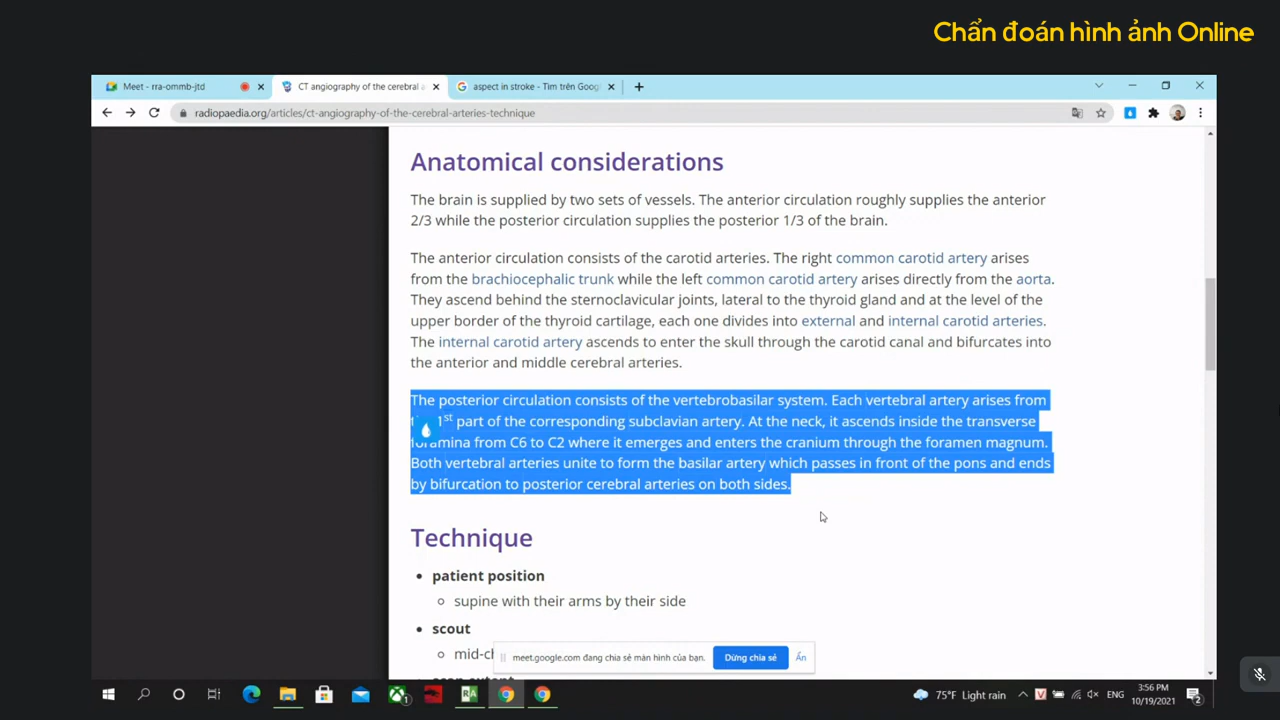 Chẩn đoán hình ảnh Online
Meet - rra-ommb-jtd
CT angiography of the cerebral a
aspect in stroke - Tìm trên Goog
radiopaedia.org/articles/ct-angiography-of-the-cerebral-arteries-technique
Anatomical considerations
The brain is supplied by two sets of vessels. The anterior circulation roughly supplies the anterior
2/3 while the posterior circulation supplies the posterior 1/3 of the brain.
The anterior circulation consists of the carotid arteries. The right common carotid artery arises
from the brachiocephalic trunk while the left common carotid artery arises directly from the aorta.
They ascend behind the sternoclavicular joints, lateral to the thyroid gland and at the level of the
upper border of the thyroid cartilage, each one divides into external and internal carotid arteries.
The internal carotid artery ascends to enter the skull through the carotid canal and bifurcates into
the anterior and middle cerebral arteries.
The posterior circulation consists of the vertebrobasilar system. Each vertebral artery arises from
1st part of the corresponding subclavian artery. At the neck, it ascends inside the transverse
foramina from C6 to C2 where it emerges and enters the cranium through the foramen magnum.
Both vertebral arteries unite to form the basilar artery which passes in front of the pons and ends
by bifurcation to posterior cerebral arteries on both sides.
Technique
patient position
supine with their arms by their side
scout
mid-ch
meet.google.com đang chia sẻ màn hình của bạn. Dừng chia sẻ Ẩn
75°F Light rain ENG 3:56 PM
10/19/2021